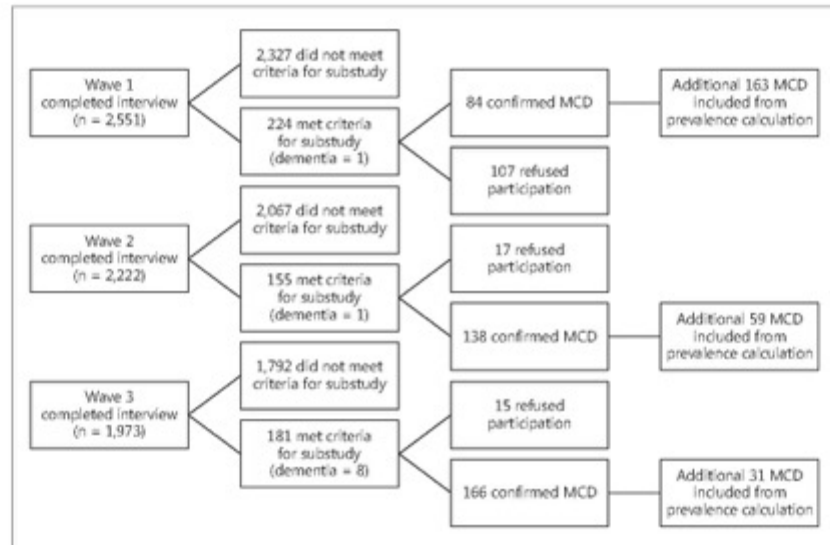 Wave 1
completed interview
(n = 2,551)
2,327 did not meet
criteria for substudy
224 met criteria
for substudy
(dementia = 1)
84 confirmed MCD
Additional 163 MCD
included from
prevalence calculation
107 refused
participation
Wave 2
completed interview
(n = 2,222)
2,067 did not meet
criteria for substudy
155 met criteria
for substudy
(dementia = 1)
17 refused
participation
138 confirmed MCD
Additional 59 MCD
included from
prevalence calculation
Wave 3
completed interview
(n = 1,973)
1,792 did not meet
criteria for substudy
181 met criteria
for substudy
(dementia = 8)
15 refused
participation
166 confirmed MCD
Additional 31 MCD
included from
prevalence calculation